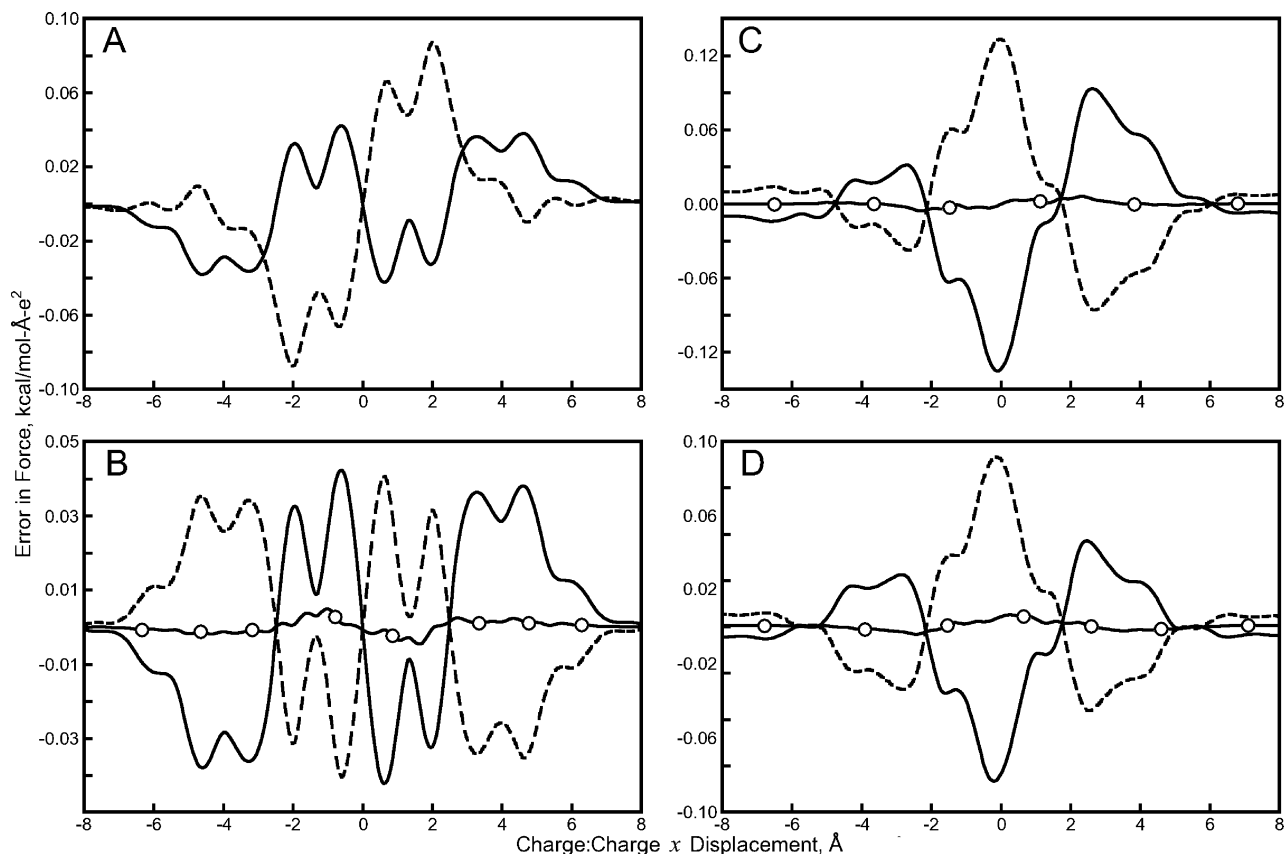 A
0.10
0.06
0.02
-0.02
-0.06
-0.10
-8 -6 -4 -2 0 2 4 6 8
C
0.12
0.06
0.00
-0.06
-0.12
-8 -6 -4 -2 0 2 4 6 8
B
0.05
0.03
0.01
-0.01
-0.03
-8 -6 -4 -2 0 2 4 6 8
D
0.10
0.06
0.02
-0.02
-0.06
-0.10
-8 -6 -4 -2 0 2 4 6 8
Error in Force, kcal/mol-Å-e²
Charge:Charge x Displacement, Å